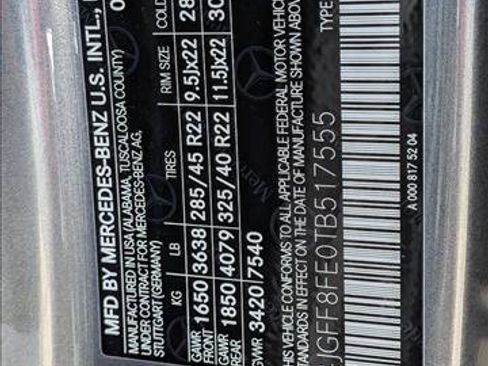 MFD BY MERCEDES-BENZ U.S. INTL.,
MANUFACTURED IN USA (ALABAMA, TUSCALOOSA COUNTY)
UNDER CONTRACT FOR MERCEDES-BENZ AG,
STUTTGART (GERMANY)
KG LB TIRES RIM SIZE COLD
GAWR FRONT 1650 3638 285/45 R22 9.5Jx22 28
GAWR REAR 1850 4079 325/40 R22 11.5Jx22 30
GVWR 3420 7540
THIS VEHICLE CONFORMS TO ALL APPLICABLE FEDERAL MOTOR VEHICLE
IN EFFECT ON THE DATE OF MANUFACTURE SHOWN ABOVE
JGFF8FE0TB517555 TYPE
A 000 817 52 04